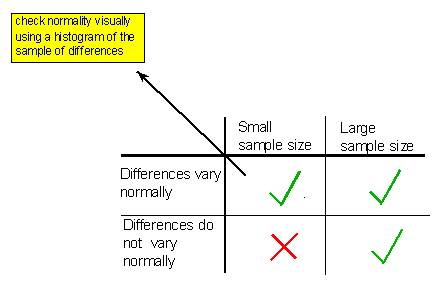 check normality visually
using a histogram of the
sample of differences
Small
sample size
Large
sample size
Differences vary
normally
Differences do
not vary
normally